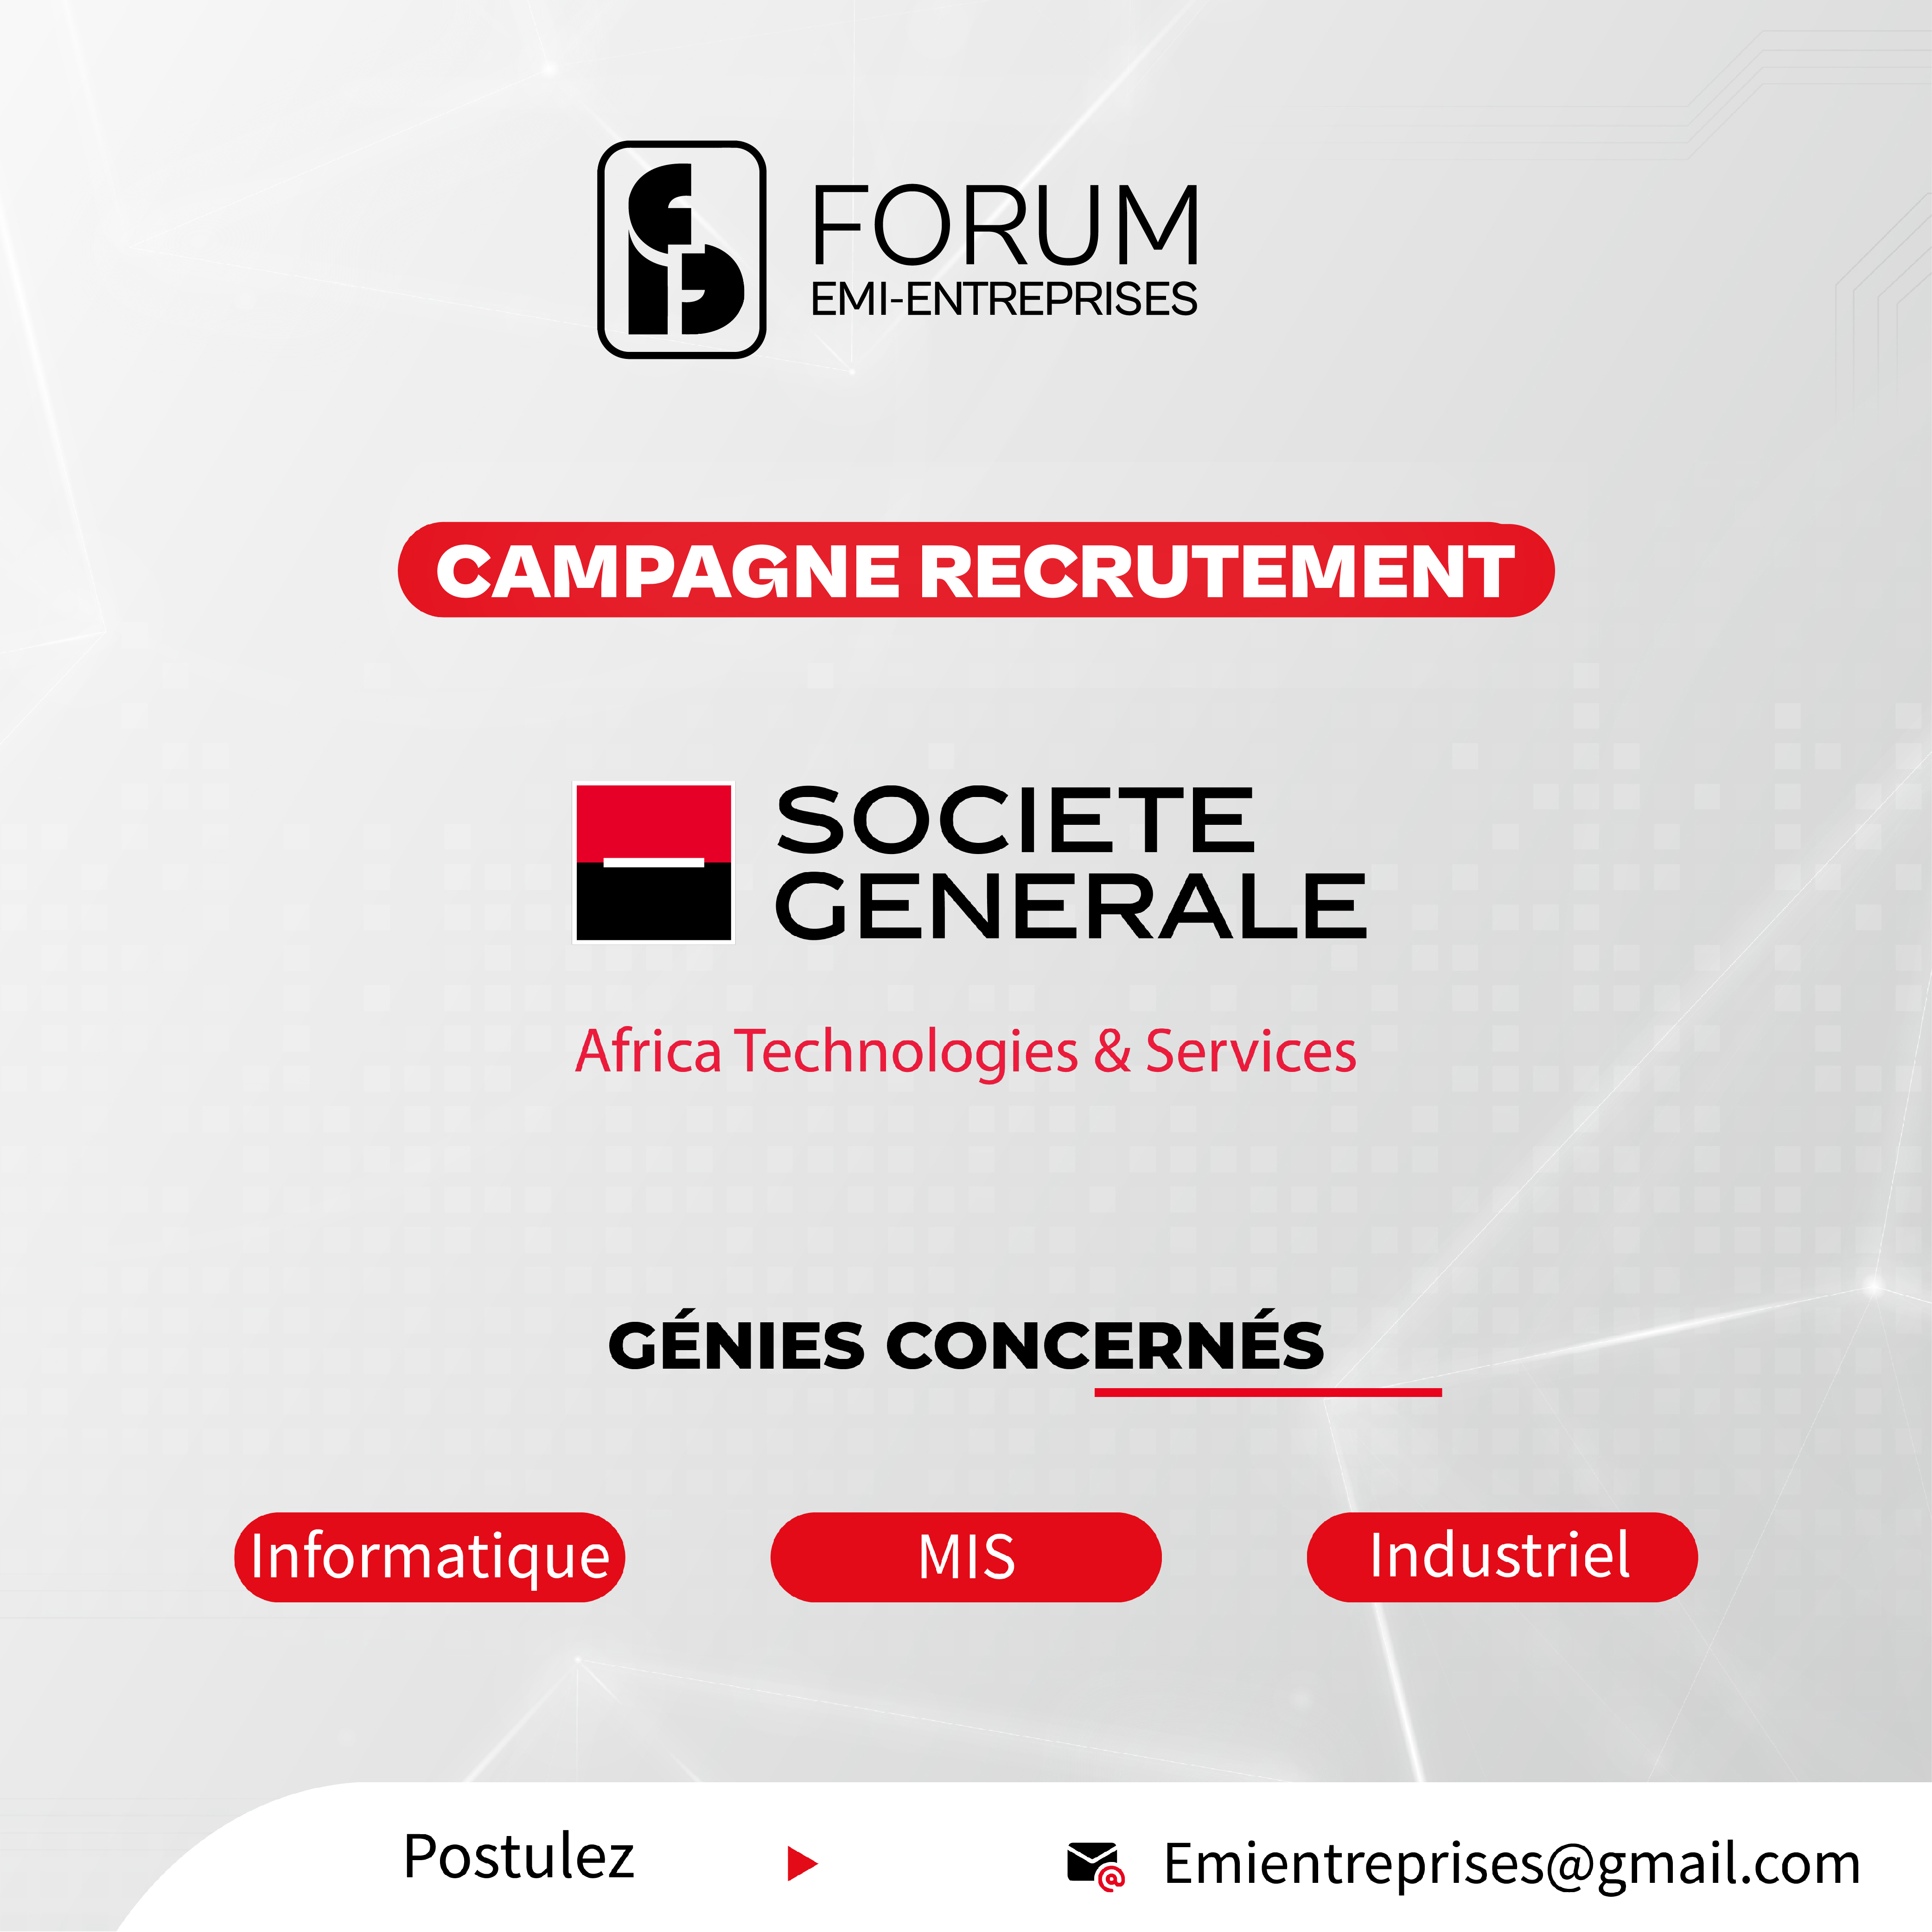 FORUM
EMI-ENTREPRISES
CAMPAGNE RECRUTEMENT
SOCIETE
GENERALE
Africa Technologies & Services
GÉNIES CONCERNÉS
Informatique
MIS
Industriel
Postulez
Emientreprises@gmail.com